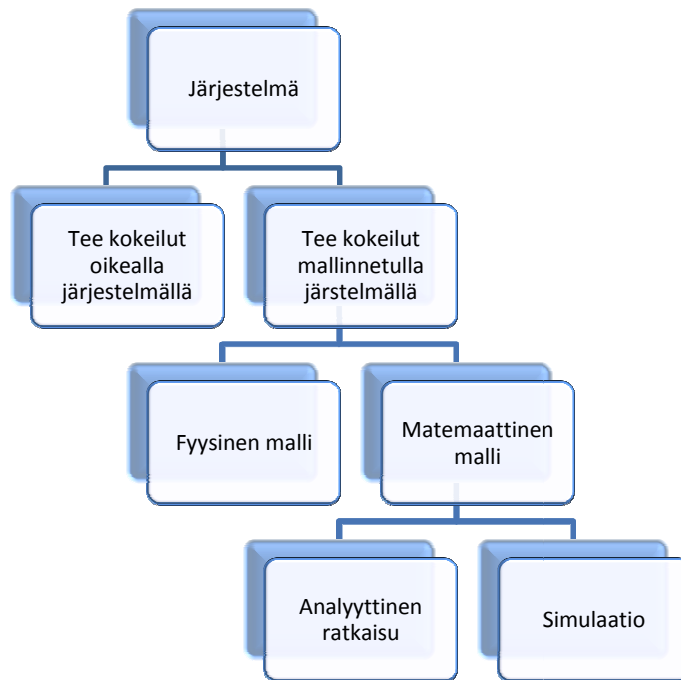 Järjestelmä
Tee kokeilut
oikealla
järjestelmällä
Tee kokeilut
mallinnetulla
järstelmällä
Fyysinen malli
Matemaattinen
malli
Analyyttinen
ratkaisu
Simulaatio